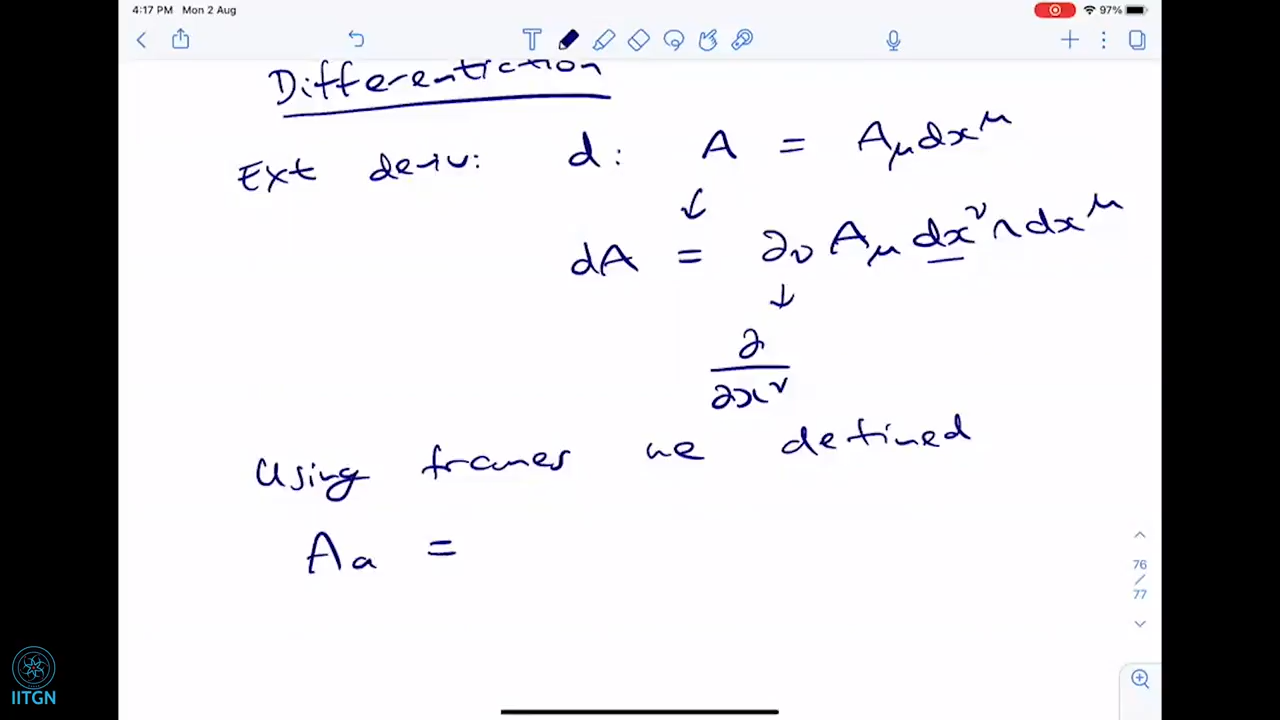 4:17 PM Mon 2 Aug
97%
Differentiation
Ext deriv: d: A = A_μ dx^μ
↓
dA = ∂_ν A_μ dx^ν ∧ dx^μ
↓
∂
∂x^ν
Using frames we defined
A_a =
76
/
77
IITGN